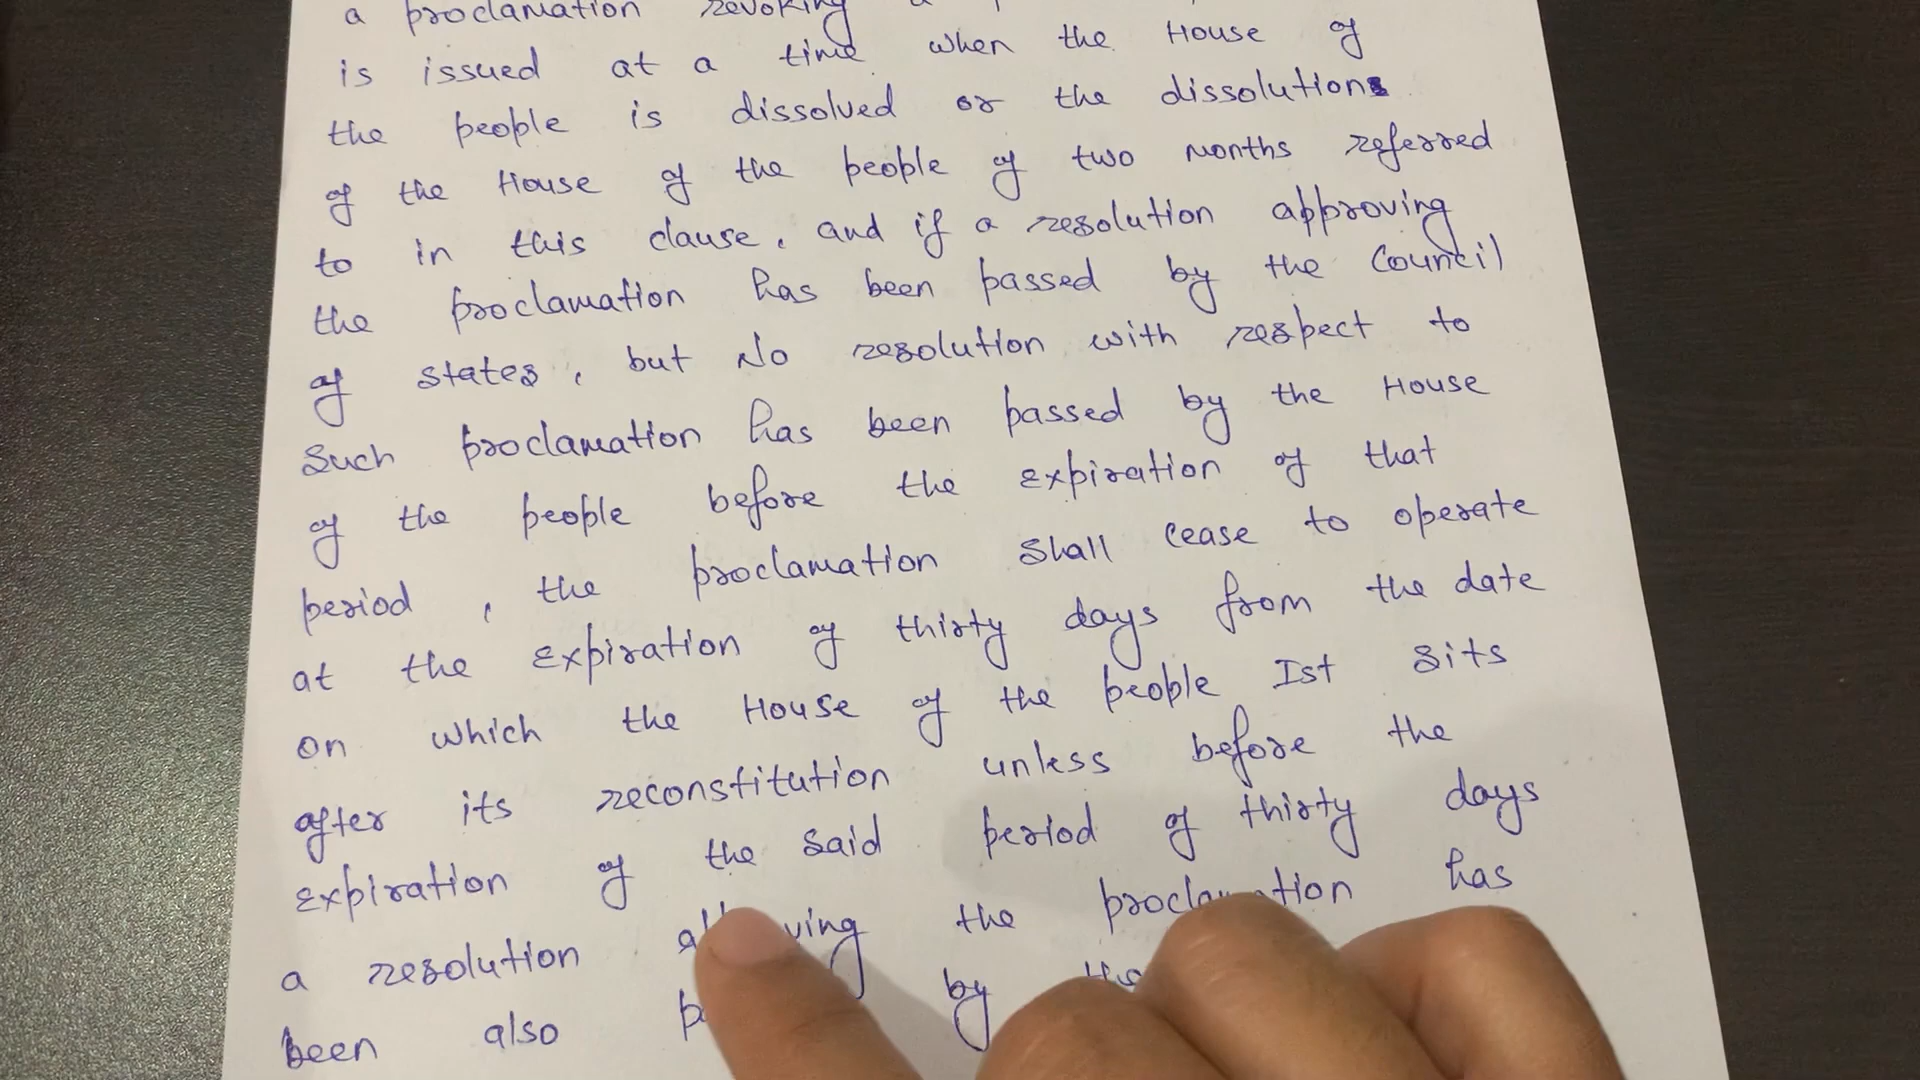 a proclamation revoking a
is issued at a time when the House of
the people is dissolved or the dissolution
of the House of the people of two months referred
to in this clause, and if a resolution approving
the proclamation has been passed by the Council
of states, but No resolution with respect to
Such proclamation has been passed by the House
of the people before the expiration of that
period, the proclamation shall cease to operate
at the expiration of thirty days from the date
on which the House of the people Ist sits
after its reconstitution unless before the
expiration of the said period of thirty days
a resolution the has
been also by